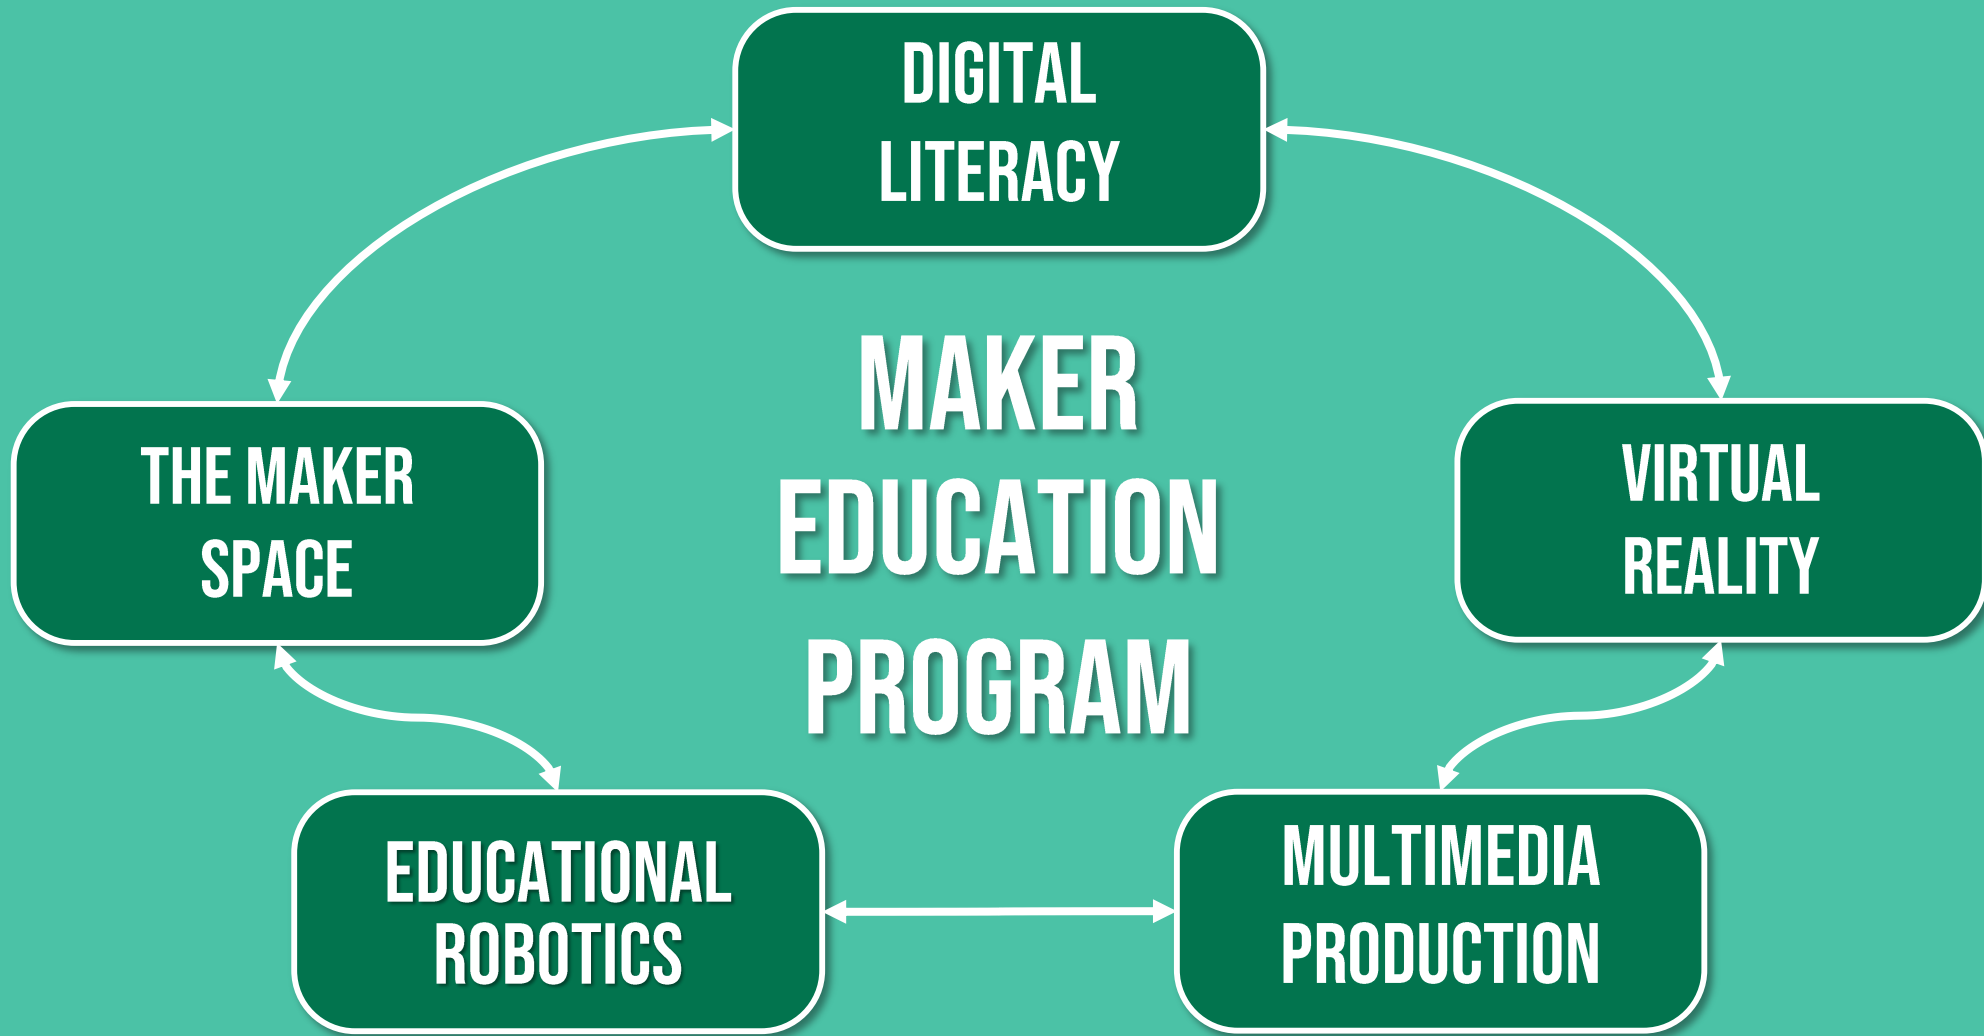 DIGITAL
LITERACY
MAKER
EDUCATION
PROGRAM
THE MAKER
SPACE
VIRTUAL
REALITY
EDUCATIONAL
ROBOTICS
MULTIMEDIA
PRODUCTION